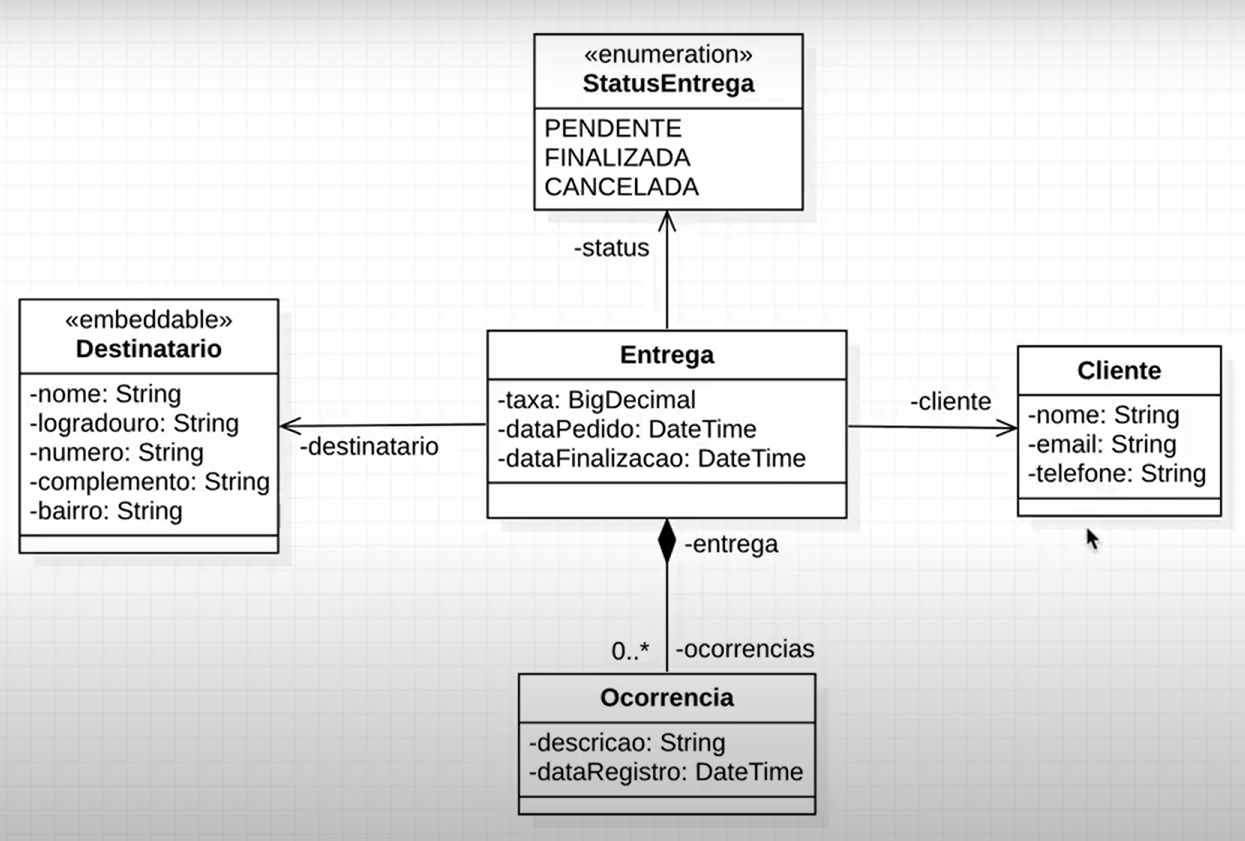 «enumeration»
StatusEntrega
PENDENTE
FINALIZADA
CANCELADA
-status
«embeddable»
Destinatario
-nome: String
-logradouro: String
-numero: String
-complemento: String
-bairro: String
-destinatario
Entrega
-taxa: BigDecimal
-dataPedido: DateTime
-dataFinalizacao: DateTime
-cliente
Cliente
-nome: String
-email: String
-telefone: String
-entrega
0..*
-ocorrencias
Ocorrencia
-descricao: String
-dataRegistro: DateTime